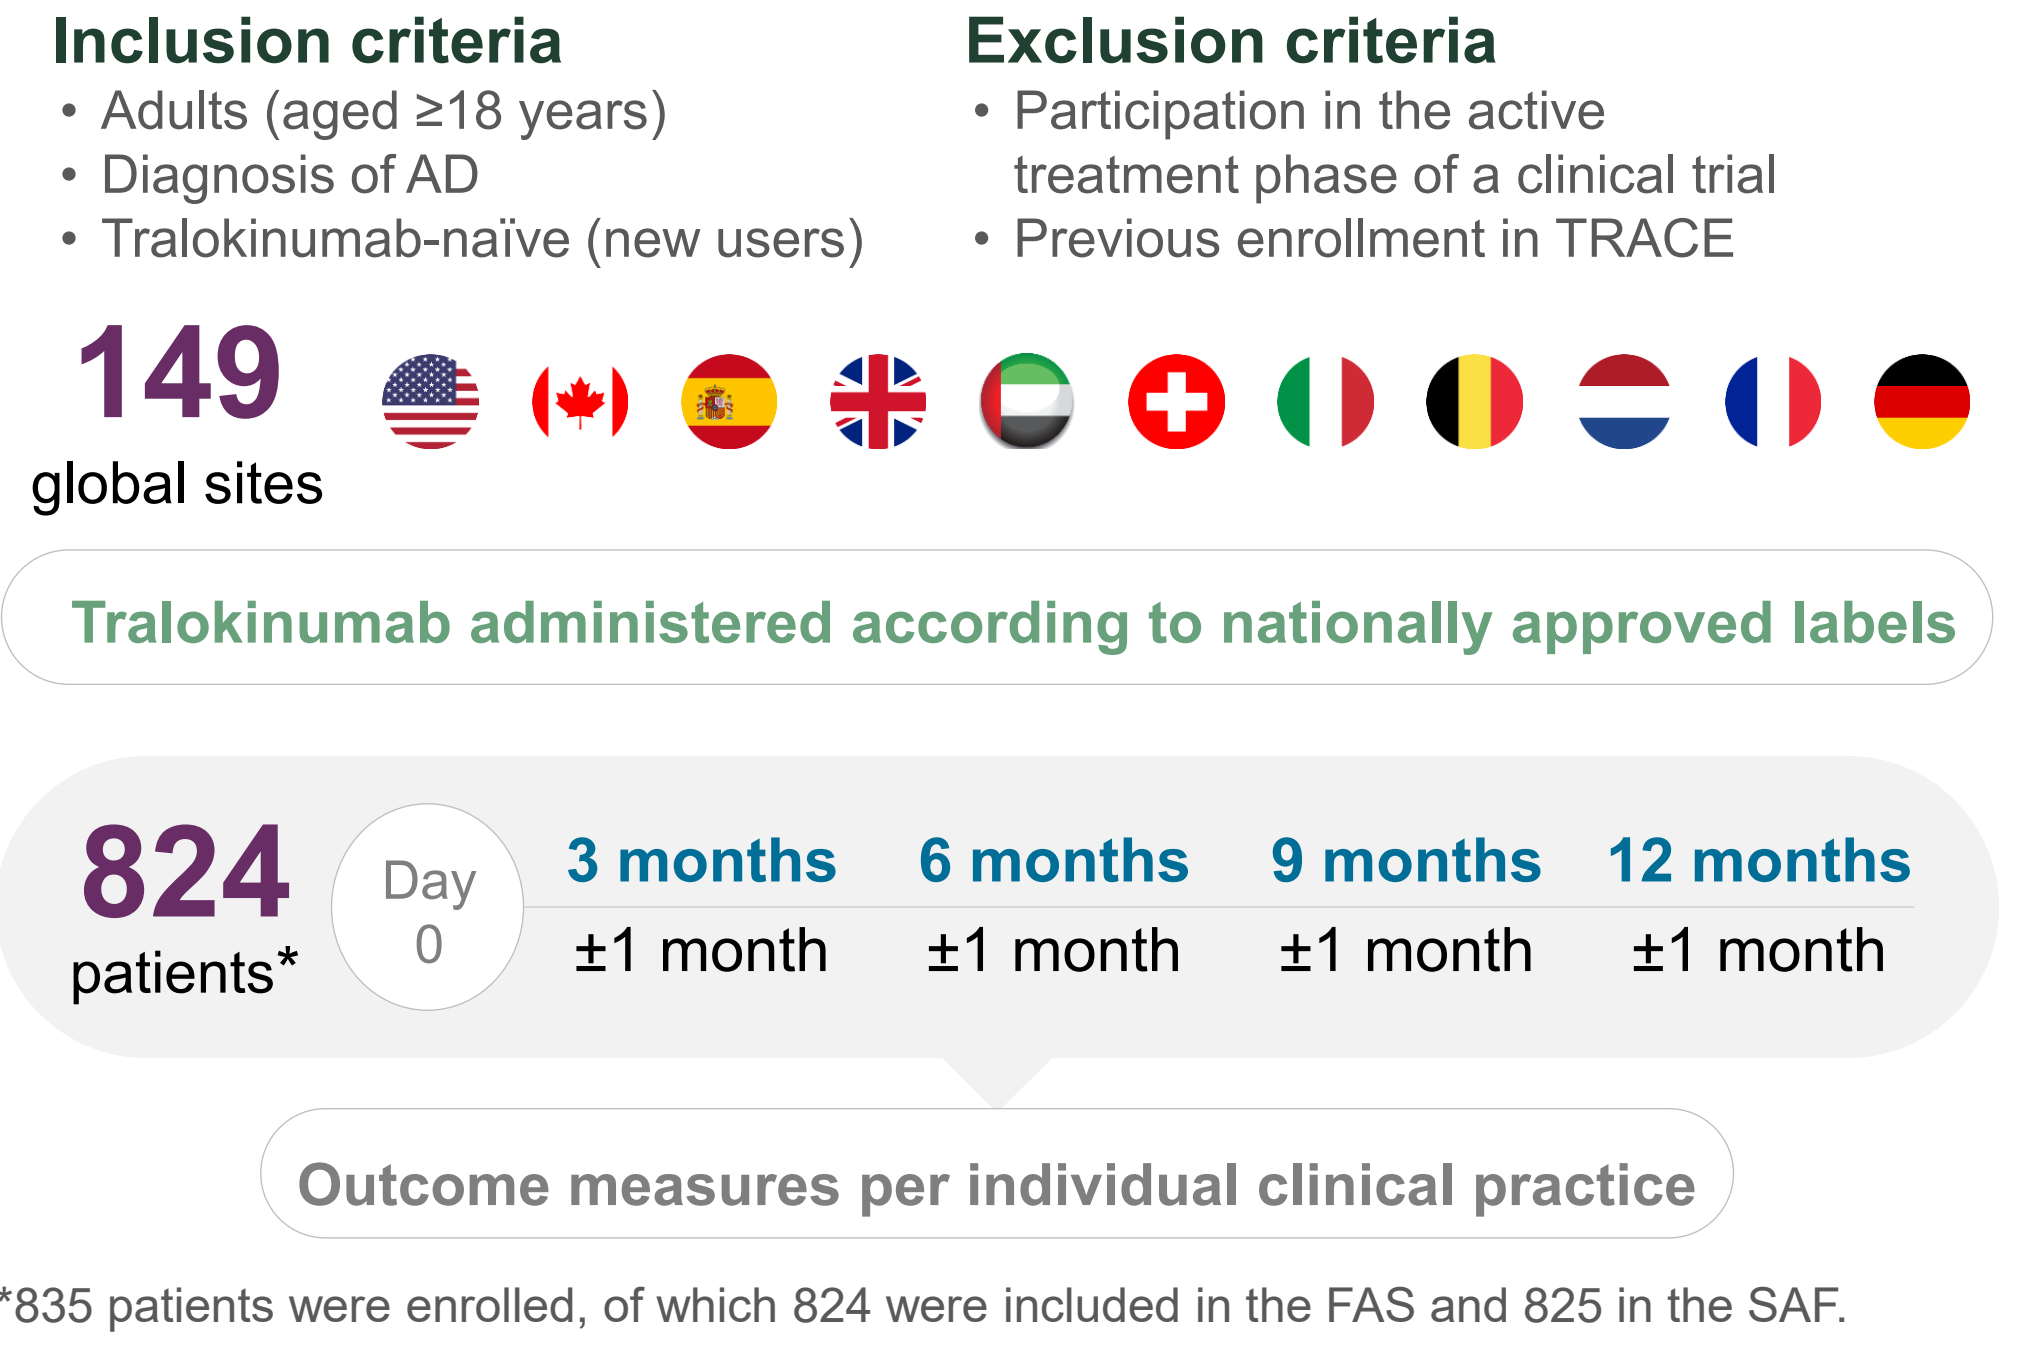 Inclusion criteria
• Adults (aged ≥18 years)
• Diagnosis of AD
• Tralokinumab-naïve (new users)
Exclusion criteria
• Participation in the active
treatment phase of a clinical trial
• Previous enrollment in TRACE
149
global sites
Tralokinumab administered according to nationally approved labels
824
patients*
Day
0
3 months
±1 month
6 months
±1 month
9 months
±1 month
12 months
±1 month
Outcome measures per individual clinical practice
*835 patients were enrolled, of which 824 were included in the FAS and 825 in the SAF.